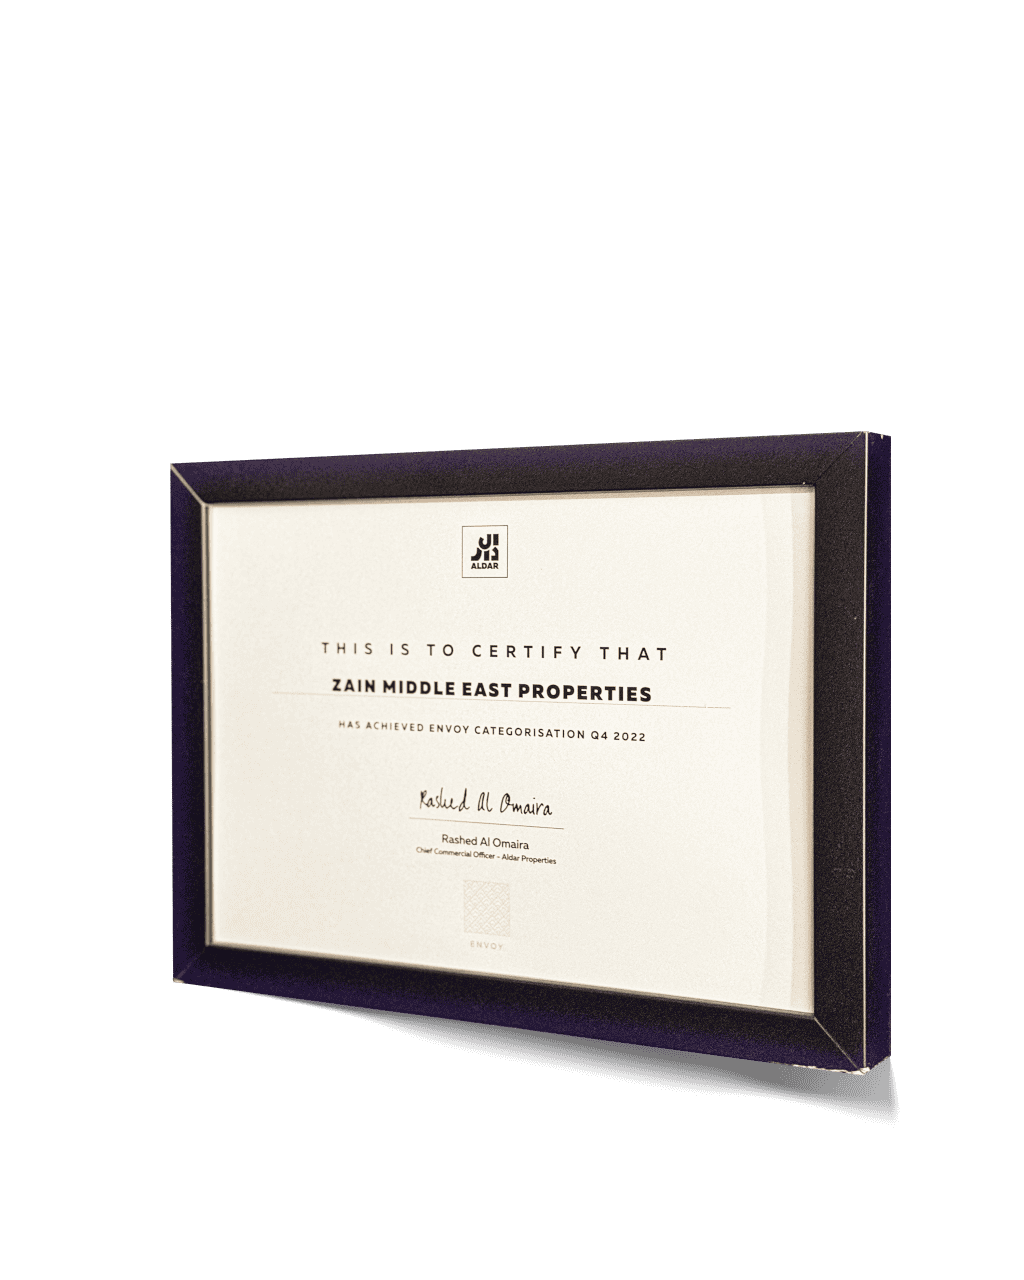 الدار
ALDAR
THIS IS TO CERTIFY THAT
ZAIN MIDDLE EAST PROPERTIES
HAS ACHIEVED ENVOY CATEGORISATION Q4 2022
Rashed Al Omaira
Rashed Al Omaira
Chief Commercial Officer - Aldar Properties
ENVOY